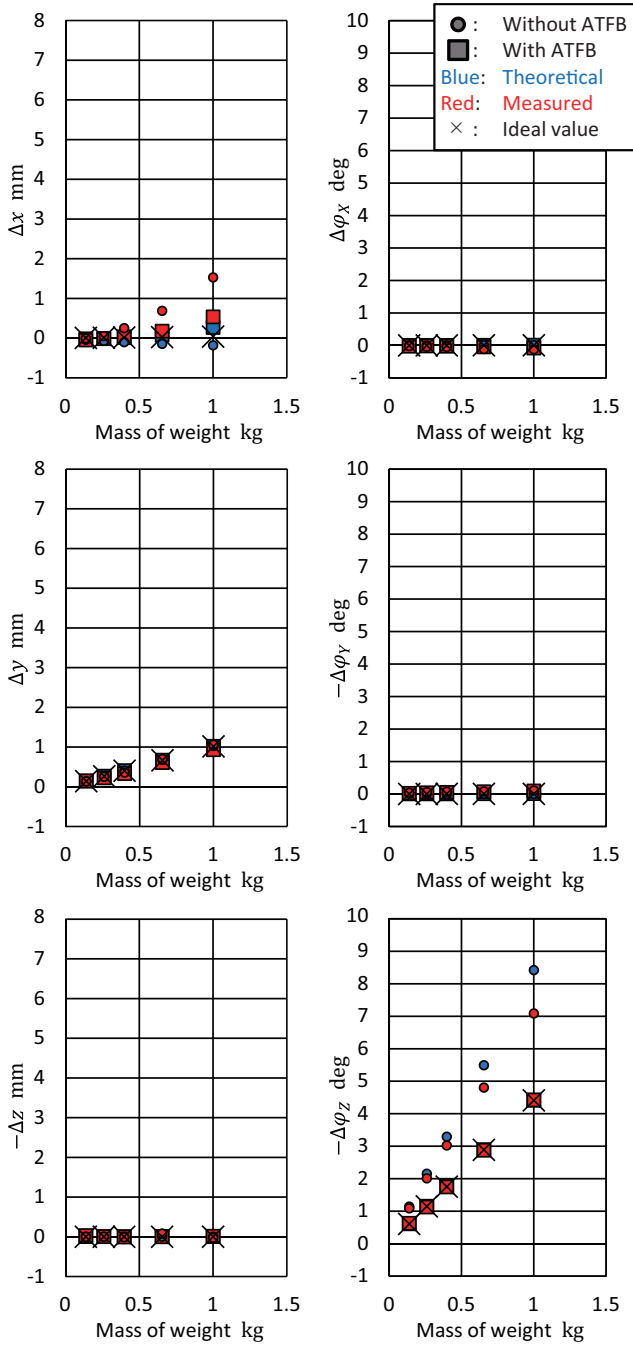 ● : Without ATFB
■ : With ATFB
Blue: Theoretical
Red: Measured
× : Ideal value
8
7
6
5
4
3
2
1
0
-1
Δx mm
0 0.5 1 1.5
Mass of weight kg
10
9
8
7
6
5
4
3
2
1
0
-1
Δφ_X deg
0 0.5 1 1.5
Mass of weight kg
8
7
6
5
4
3
2
1
0
-1
Δy mm
0 0.5 1 1.5
Mass of weight kg
10
9
8
7
6
5
4
3
2
1
0
-1
−Δφ_Y deg
0 0.5 1 1.5
Mass of weight kg
8
7
6
5
4
3
2
1
0
-1
−Δz mm
0 0.5 1 1.5
Mass of weight kg
10
9
8
7
6
5
4
3
2
1
0
-1
−Δφ_Z deg
0 0.5 1 1.5
Mass of weight kg